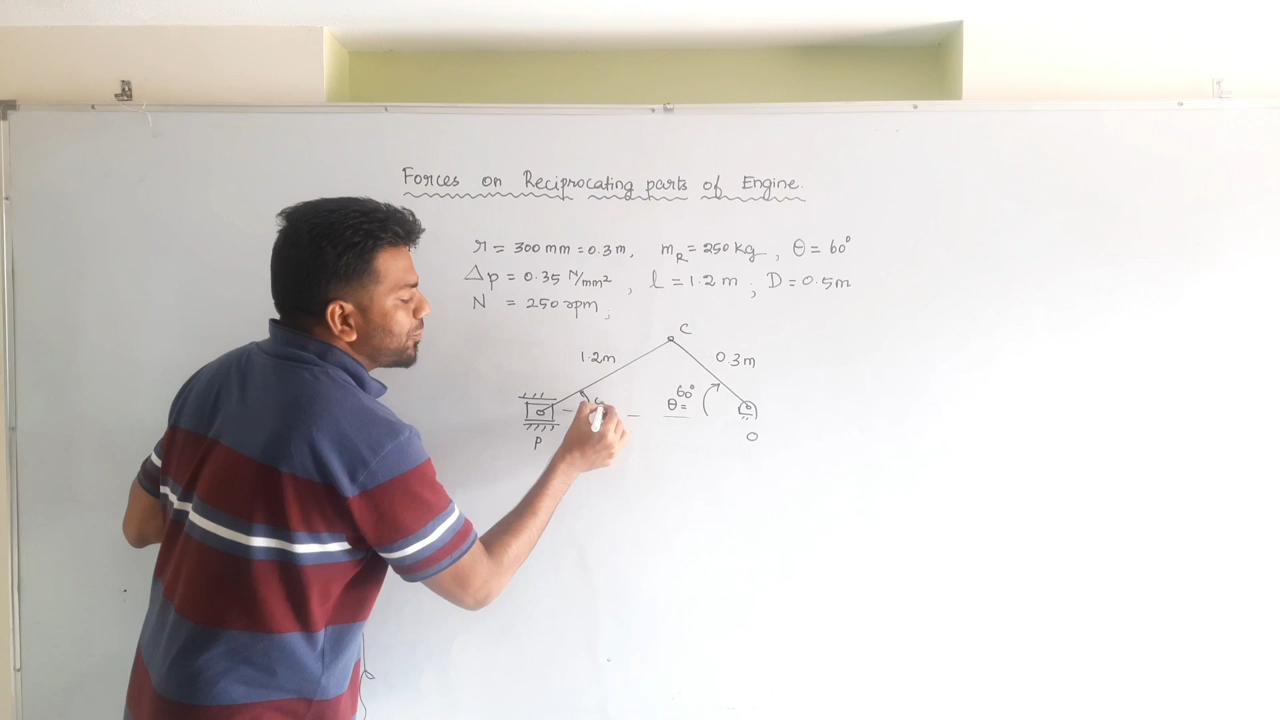 Forces on Reciprocating parts of Engine.
r = 300 mm = 0.3 m, m_R = 250 kg, θ = 60°
Δp = 0.35 N/mm², l = 1.2 m; D = 0.5m
N = 250 rpm;
C
1.2m 0.3m
60°
θ =
P
O